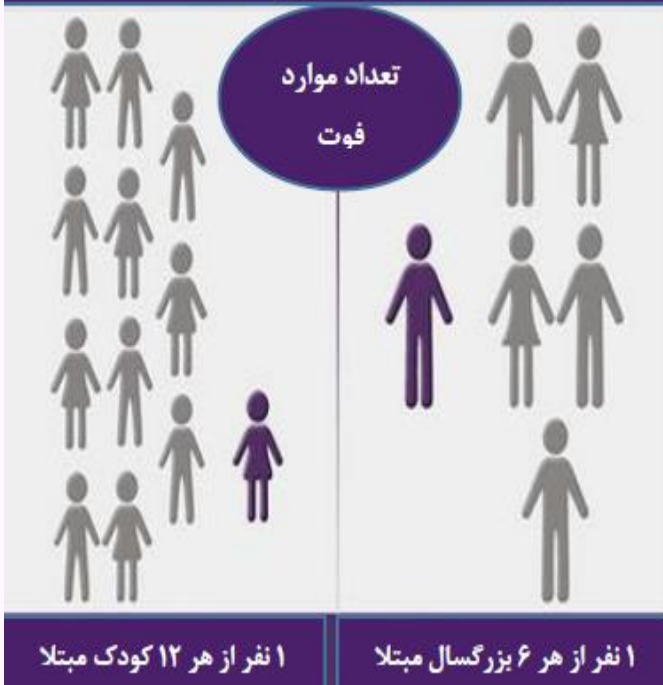 تعداد موارد
فوت
۱ نفر از هر ۶ بزرگسال مبتلا
۱ نفر از هر ۱۲ کودک مبتلا